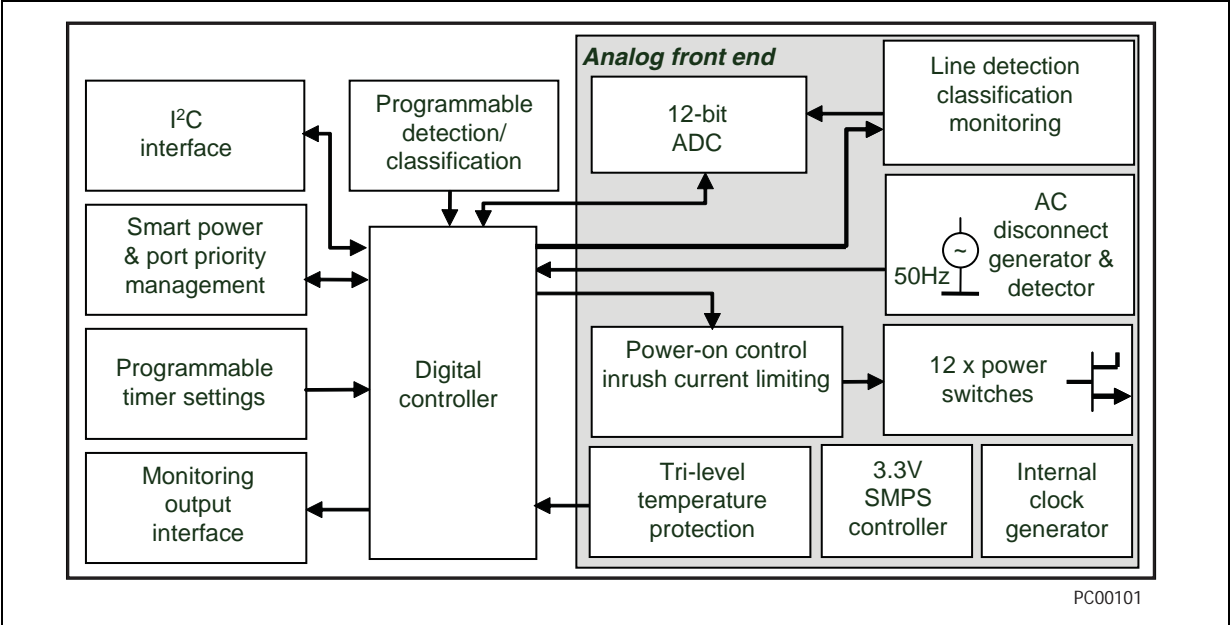 Analog front end
I²C
interface
Programmable
detection/
classification
12-bit
ADC
Line detection
classification
monitoring
Smart power
& port priority
management
AC
disconnect
generator &
detector
~
50Hz
Programmable
timer settings
Digital
controller
Power-on control
inrush current limiting
12 x power
switches
Monitoring
output
interface
Tri-level
temperature
protection
3.3V
SMPS
controller
Internal
clock
generator
PC00101